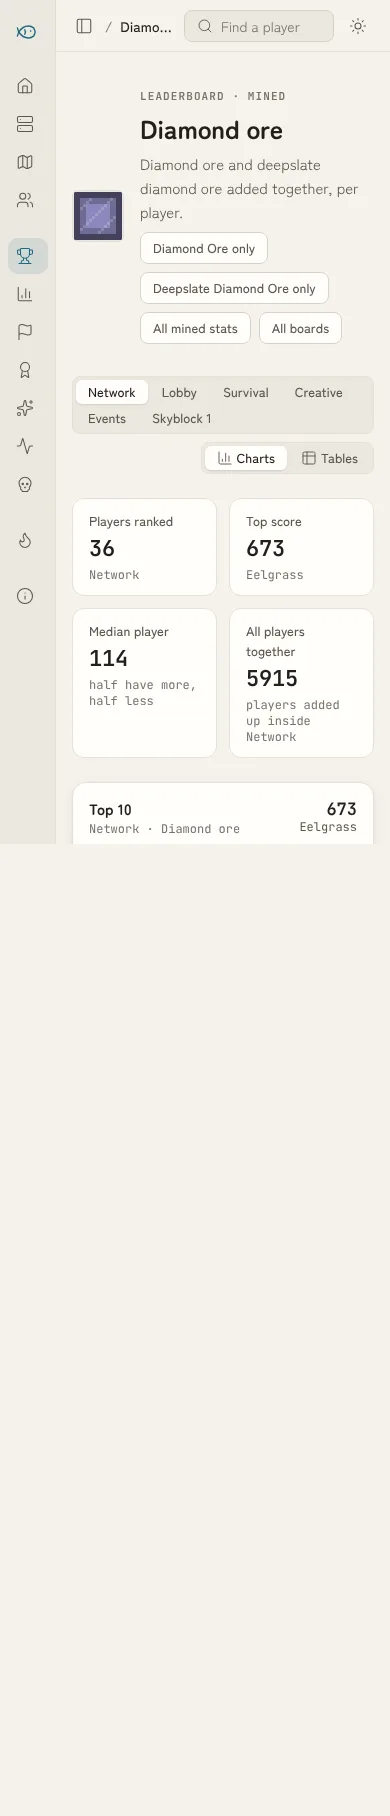 / Diamo...
Find a player
LEADERBOARD · MINED
Diamond ore
Diamond ore and deepslate
diamond ore added together, per
player.
Diamond Ore only
Deepslate Diamond Ore only
All mined stats
All boards
Network
Lobby
Survival
Creative
Events
Skyblock 1
Charts
Tables
Players ranked
36
Network
Top score
673
Eelgrass
Median player
114
half have more,
half less
All players
together
5915
players added
up inside
Network
Top 10
673
Network · Diamond ore
Eelgrass